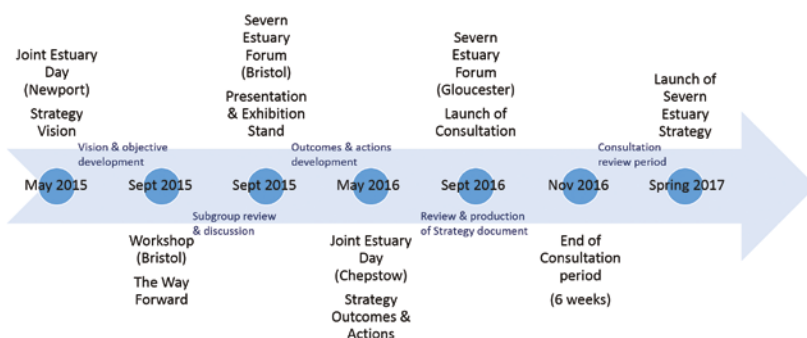 Joint Estuary
Day
(Newport)
Strategy
Vision
Severn
Estuary
Forum
(Bristol)
Presentation
& Exhibition
Stand
Severn
Estuary
Forum
(Gloucester)
Launch of
Consultation
Launch of
Severn
Estuary
Strategy
Vision & objective
development
Outcomes & actions
development
Consultation
review period
May 2015
Sept 2015
Sept 2015
May 2016
Sept 2016
Nov 2016
Spring 2017
Subgroup review
& discussion
Review & production
of Strategy document
Workshop
(Bristol)
The Way
Forward
Joint Estuary
Day
(Chepstow)
Strategy
Outcomes &
Actions
End of
Consultation
period
(6 weeks)